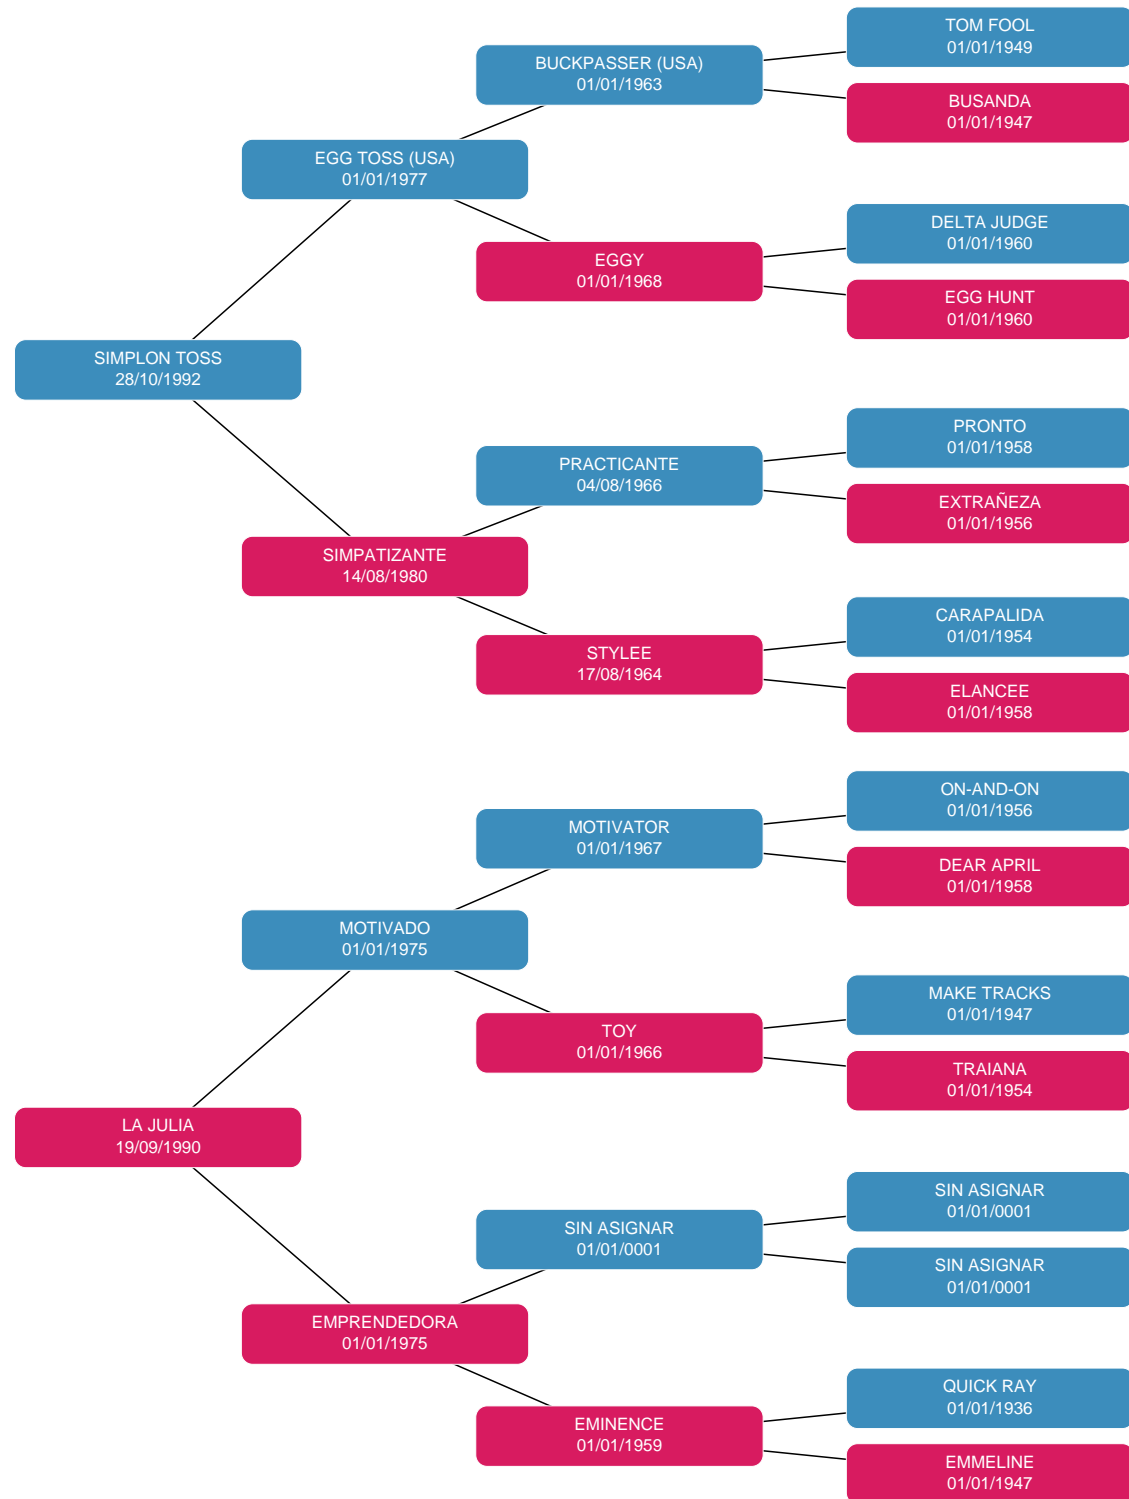 TOM FOOL
01/01/1949
BUCKPASSER (USA)
01/01/1963
BUSANDA
01/01/1947
EGG TOSS (USA)
01/01/1977
DELTA JUDGE
01/01/1960
EGGY
01/01/1968
EGG HUNT
01/01/1960
SIMPLON TOSS
28/10/1992
PRONTO
01/01/1958
PRACTICANTE
04/08/1966
EXTRAÑEZA
01/01/1956
SIMPATIZANTE
14/08/1980
CARAPALIDA
01/01/1954
STYLEE
17/08/1964
ELANCEE
01/01/1958
ON-AND-ON
01/01/1956
MOTIVATOR
01/01/1967
DEAR APRIL
01/01/1958
MOTIVADO
01/01/1975
MAKE TRACKS
01/01/1947
TOY
01/01/1966
TRAIANA
01/01/1954
LA JULIA
19/09/1990
SIN ASIGNAR
01/01/0001
SIN ASIGNAR
01/01/0001
SIN ASIGNAR
01/01/0001
EMPRENDEDORA
01/01/1975
QUICK RAY
01/01/1936
EMINENCE
01/01/1959
EMMELINE
01/01/1947